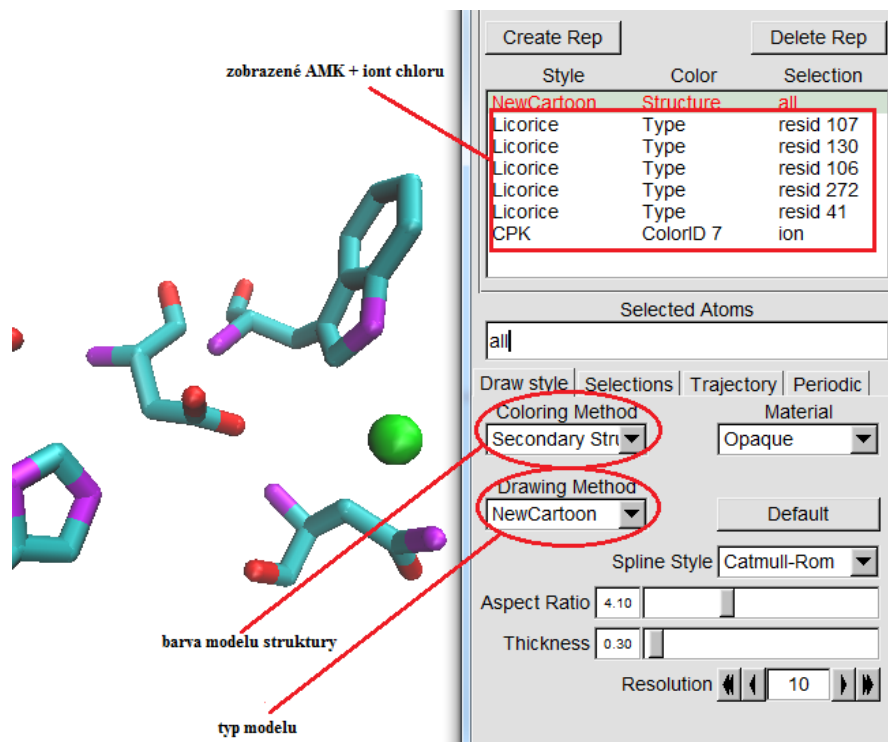 zobrazené AMK + iont chloru
barva modelu struktury
typ modelu
Create Rep Delete Rep
Style Color Selection
NewCartoon Structure all
Licorice Type resid 107
Licorice Type resid 130
Licorice Type resid 106
Licorice Type resid 272
Licorice Type resid 41
CPK ColorID 7 ion
Selected Atoms
all
Draw style Selections Trajectory Periodic
Coloring Method Material
Secondary Stru Opaque
Drawing Method
NewCartoon Default
Spline Style Catmull-Rom
Aspect Ratio 4.10
Thickness 0.30
Resolution 10